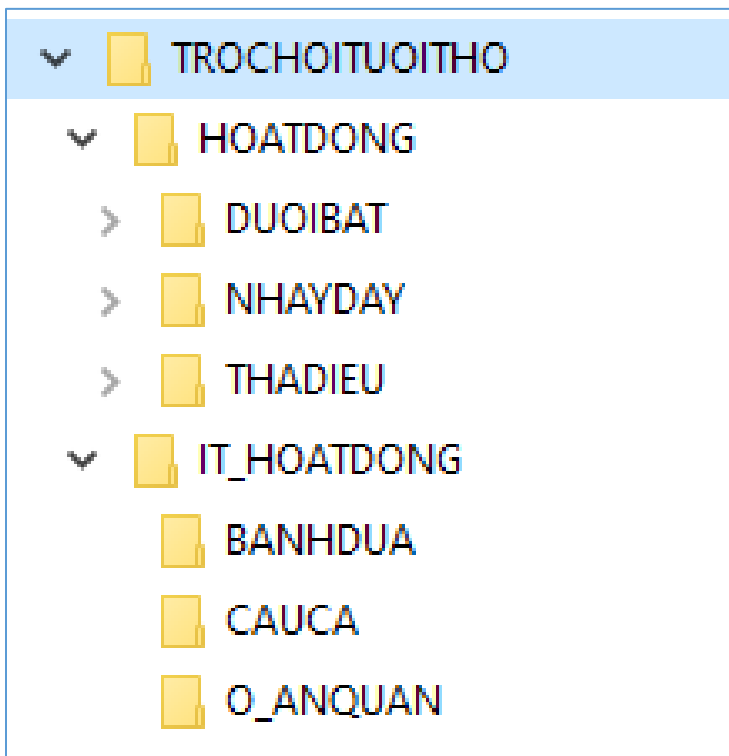 TROCHOITUOITHO
HOATDONG
DUOIBAT
NHAYDAY
THADIEU
IT_HOATDONG
BANHDUA
CAUCA
O_ANQUAN